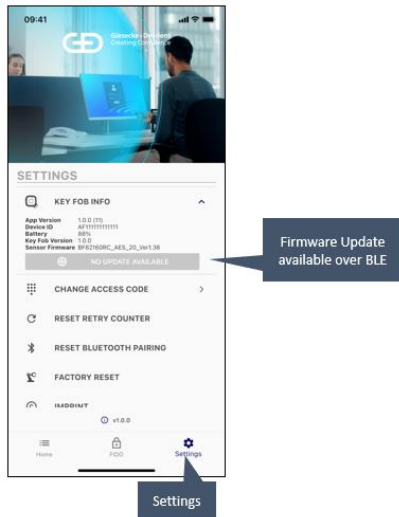 09:41
Giesecke+Devrient
Creating Confidence
SETTINGS
KEY FOB INFO
App Version 1.0.0 (11)
Device ID AF11111111111
Battery 88%
Key Fob Version 1.0.0
Sensor Firmware BF62160RC_AES_20_Ver1.38
NO UPDATE AVAILABLE
CHANGE ACCESS CODE
RESET RETRY COUNTER
RESET BLUETOOTH PAIRING
FACTORY RESET
IMPRINT
v1.0.0
Home
FIDO
Settings
Firmware Update
available over BLE
Settings